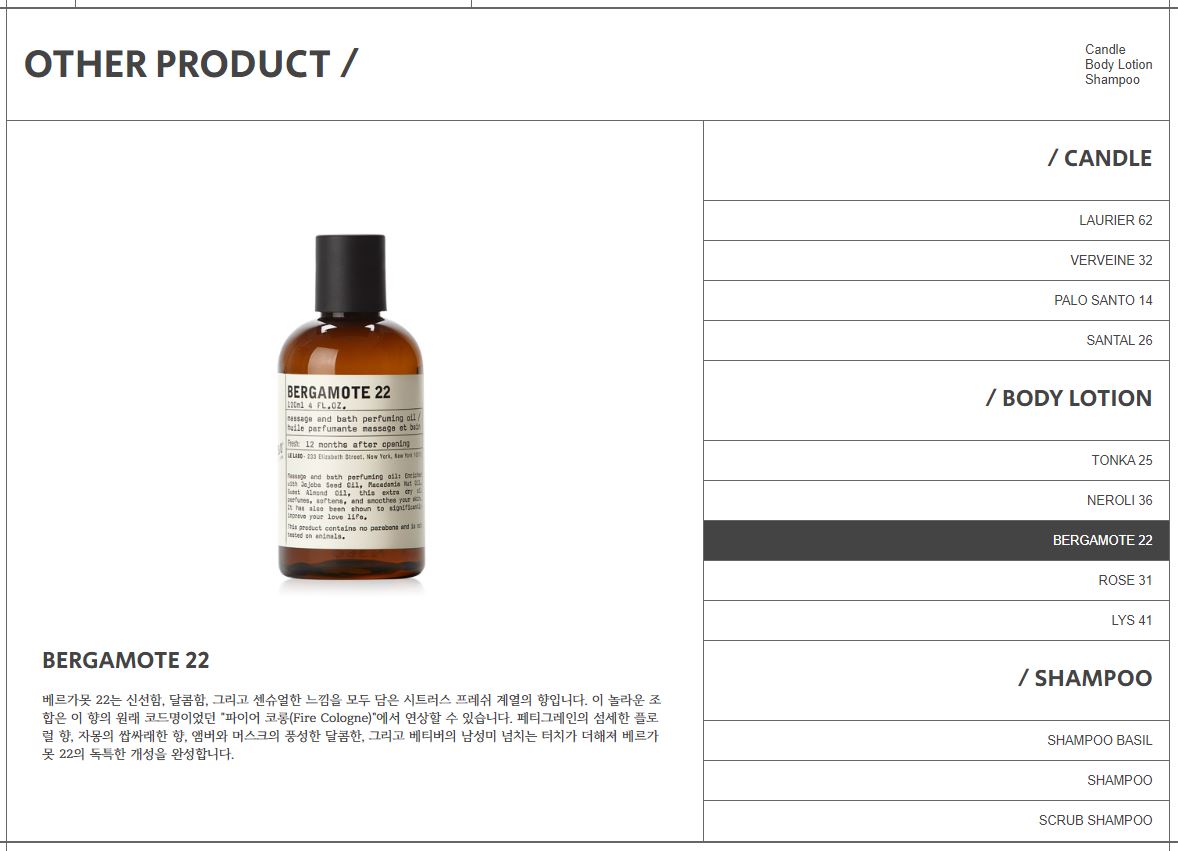 OTHER PRODUCT /
Candle
Body Lotion
Shampoo
BERGAMOTE 22
120ml 4 FL.OZ.
massage and bath perfuming oil /
huile parfumante massage et bain
Fresh: 12 months after opening
LE LABO - 233 Elizabeth Street, New York, New York
Massage and bath perfuming oil: Enriched
with Jojoba Seed Oil, Macadamia Nut Oil,
Sweet Almond Oil, this extra dry oil
perfumes, softens, and smoothes your skin.
It has also been shown to significantly
improve your love life.
This product contains no parabens and is not
tested on animals.
BERGAMOTE 22
베르가못 22는 신선함, 달콤함, 그리고 센슈얼한 느낌을 모두 담은 시트러스 프레쉬 계열의 향입니다. 이 놀라운 조
합은 이 향의 원래 코드명이었던 "파이어 코롱(Fire Cologne)"에서 연상할 수 있습니다. 페티그레인의 섬세한 플로
럴 향, 자몽의 쌉싸래한 향, 앰버와 머스크의 풍성한 달콤한, 그리고 베티버의 남성미 넘치는 터치가 더해져 베르가
못 22의 독특한 개성을 완성합니다.
/ CANDLE
LAURIER 62
VERVEINE 32
PALO SANTO 14
SANTAL 26
/ BODY LOTION
TONKA 25
NEROLI 36
BERGAMOTE 22
ROSE 31
LYS 41
/ SHAMPOO
SHAMPOO BASIL
SHAMPOO
SCRUB SHAMPOO